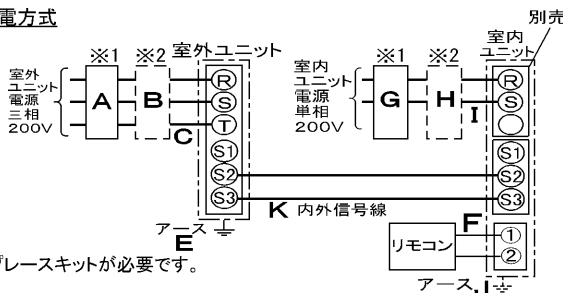 電方式
別売
※1 ※2 室外ユニット
※1 ※2
室内
ユニット
室外
ユニット
電源
三相
200V
A
B
C
R
S
T
S1
S2
S3
室内
ユニット
電源
単相
200V
G
H
I
R
S
S1
S2
S3
K 内外信号線
アース
E
リモコン
F
1
2
アース J
プレースキットが必要です。